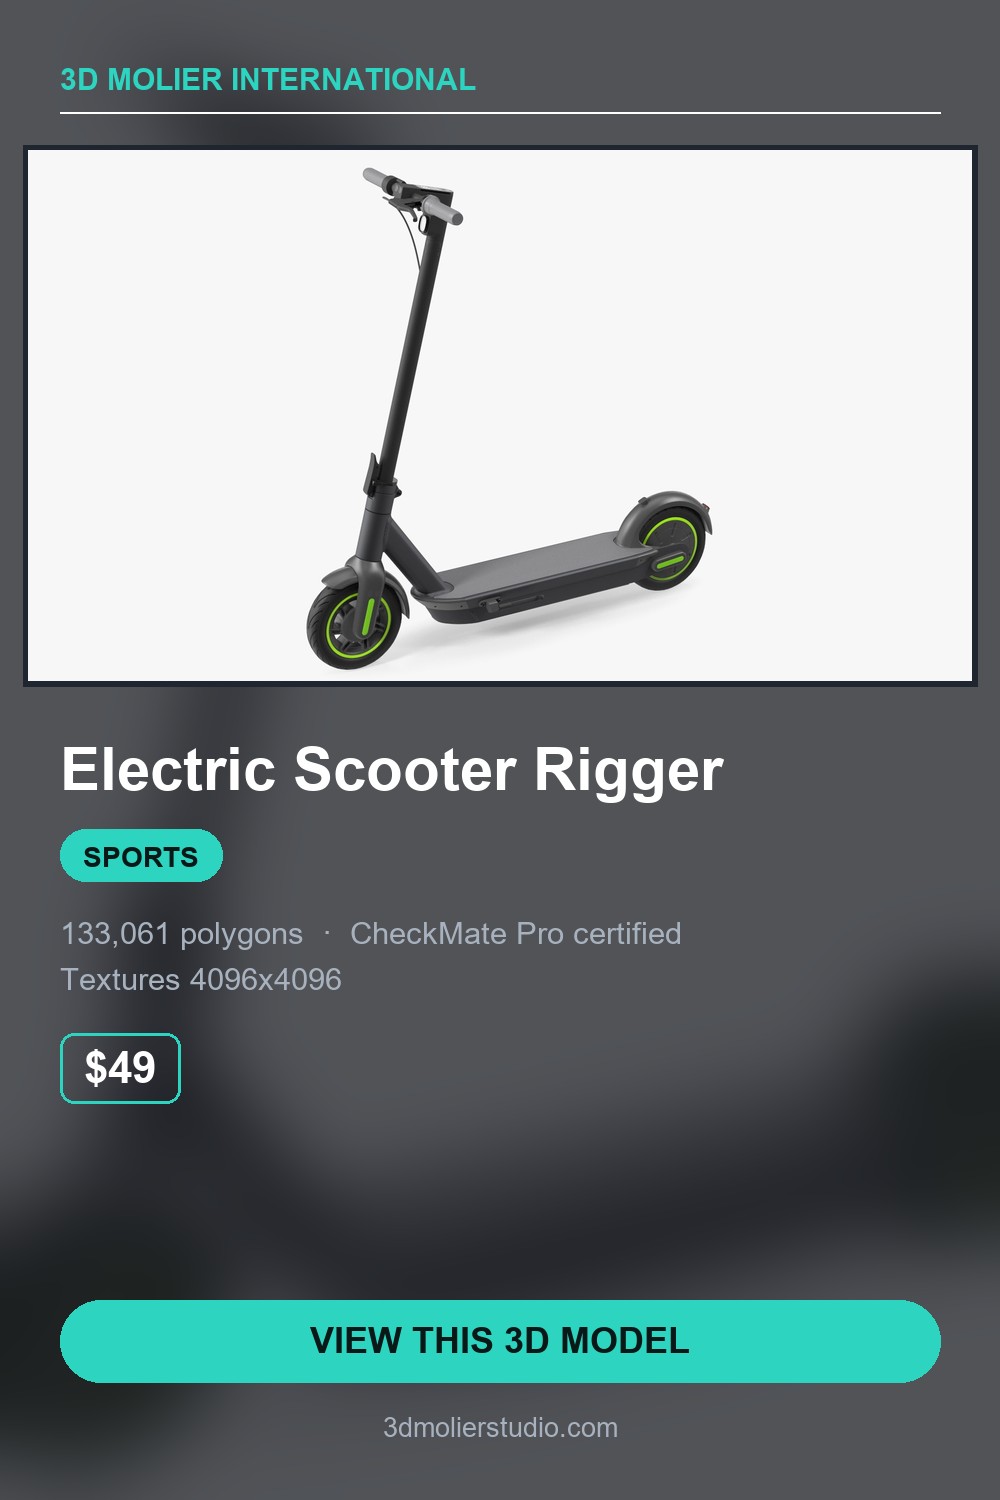 3D MOLIER INTERNATIONAL
Electric Scooter Rigger
SPORTS
133,061 polygons · CheckMate Pro certified
Textures 4096x4096
$49
VIEW THIS 3D MODEL
3dmolierstudio.com